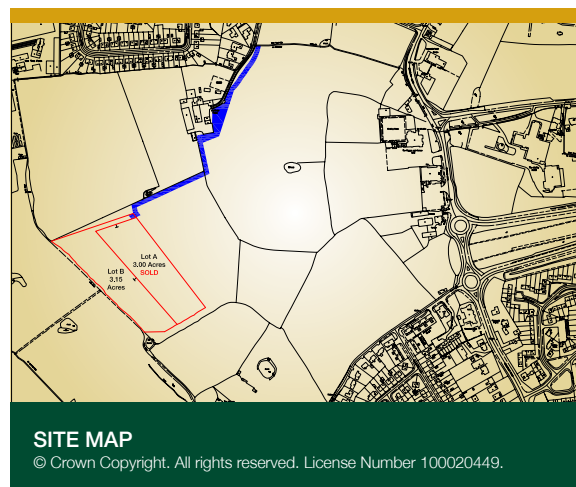 Lot A
3.00 Acres
SOLD
Lot B
3.15
Acres
SITE MAP
© Crown Copyright. All rights reserved. License Number 100020449.